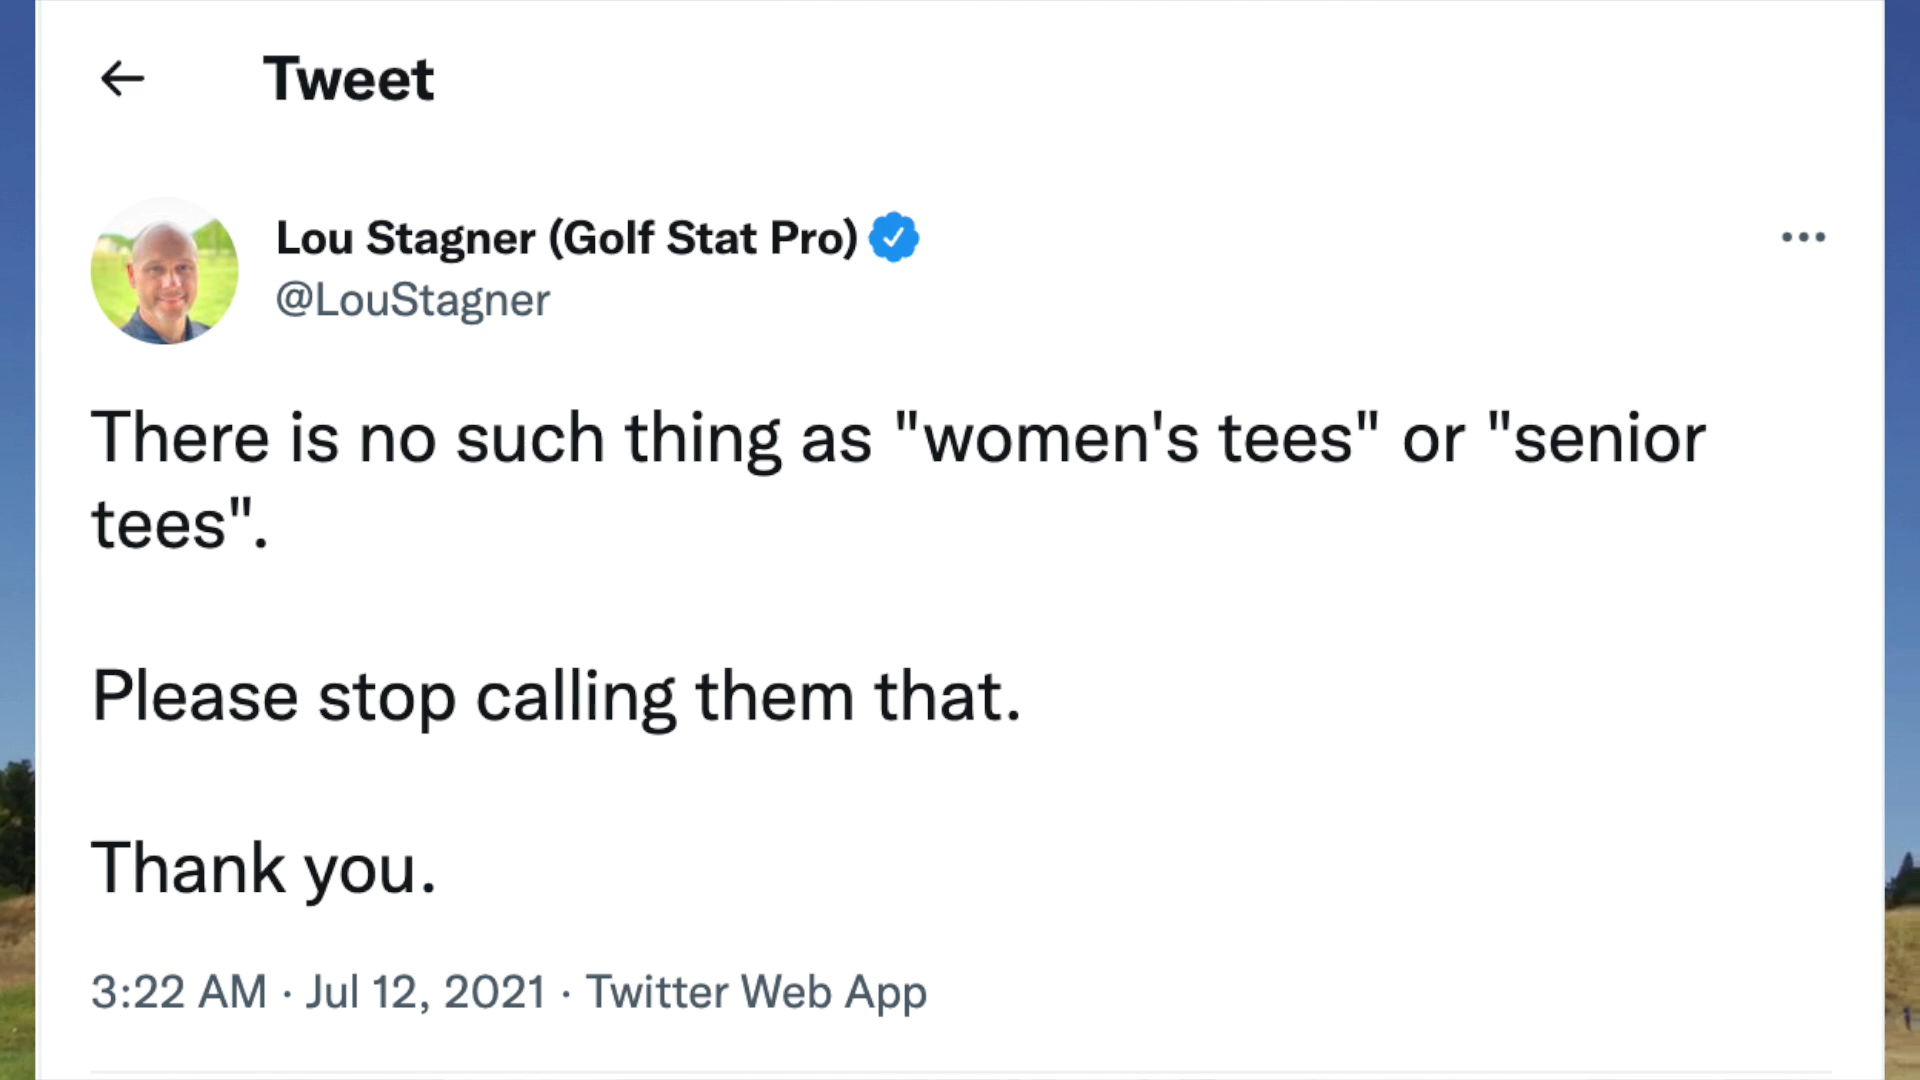 Tweet
Lou Stagner (Golf Stat Pro)
@LouStagner
There is no such thing as "women's tees" or "senior
tees".
Please stop calling them that.
Thank you.
3:22 AM · Jul 12, 2021 · Twitter Web App